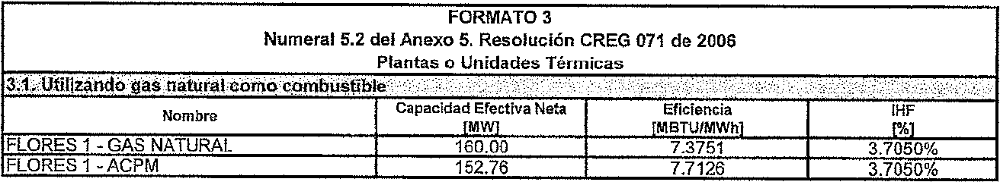 FORMATO 3
Numeral 5.2 del Anexo 5. Resolución CREG 071 de 2006
Plantas o Unidades Térmicas
3.1. Utilizando gas natural como combustible
Nombre Capacidad Efectiva Neta [MW] Eficiencia [MBTU/MWh] IHF [%]
FLORES 1 - GAS NATURAL 160.00 7.3751 3.7050%
FLORES 1 - ACPM 152.76 7.7126 3.7050%